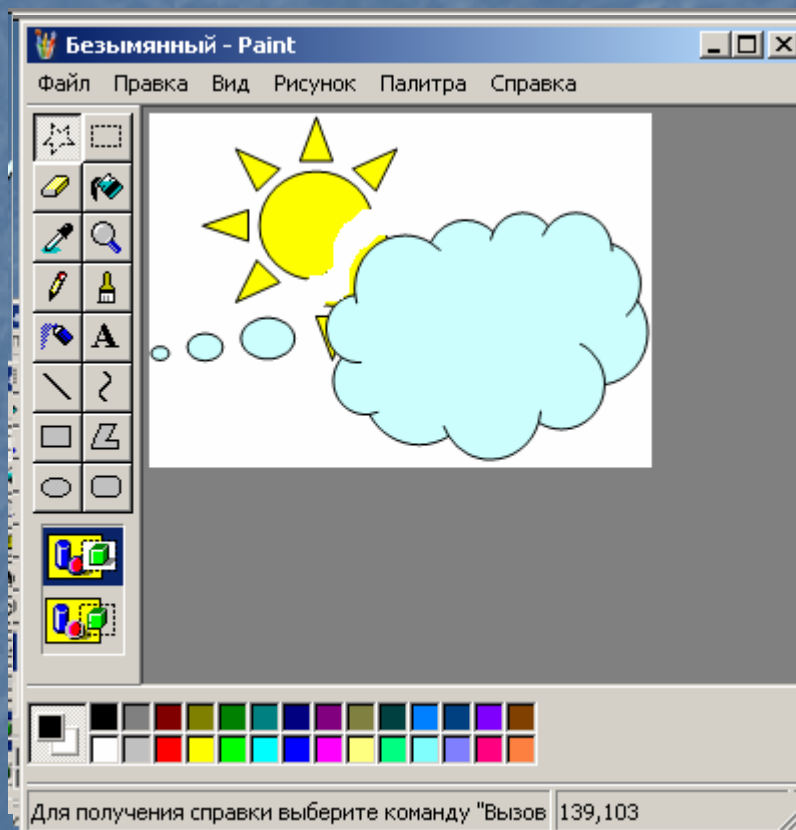 Безымянный - Paint
Файл Правка Вид Рисунок Палитра Справка
A
Для получения справки выберите команду "Вызов 139,103